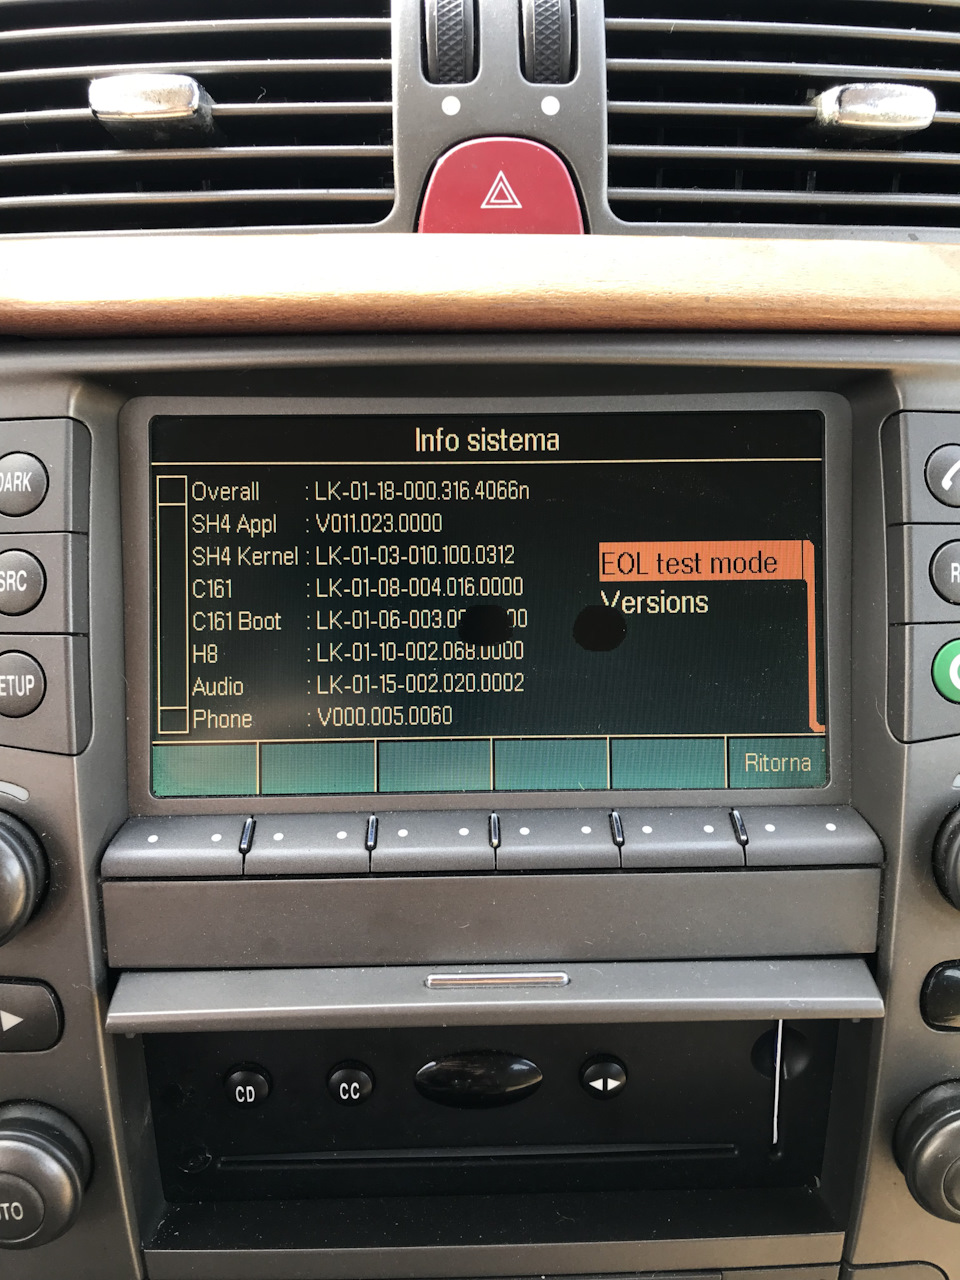 Info sistema
Overall : LK-01-18-000.316.4066n
SH4 Appl : V011.023.0000
SH4 Kernel : LK-01-03-010.100.0312
C161 : LK-01-08-004.016.0000
C161 Boot :
H8 : LK-01-10-002.068.0000
Audio : LK-01-15-002.020.0002
Phone : V000.005.0060
EOL test mode
Versions
Ritorna
DARK
SRC
SETUP
CD
CC